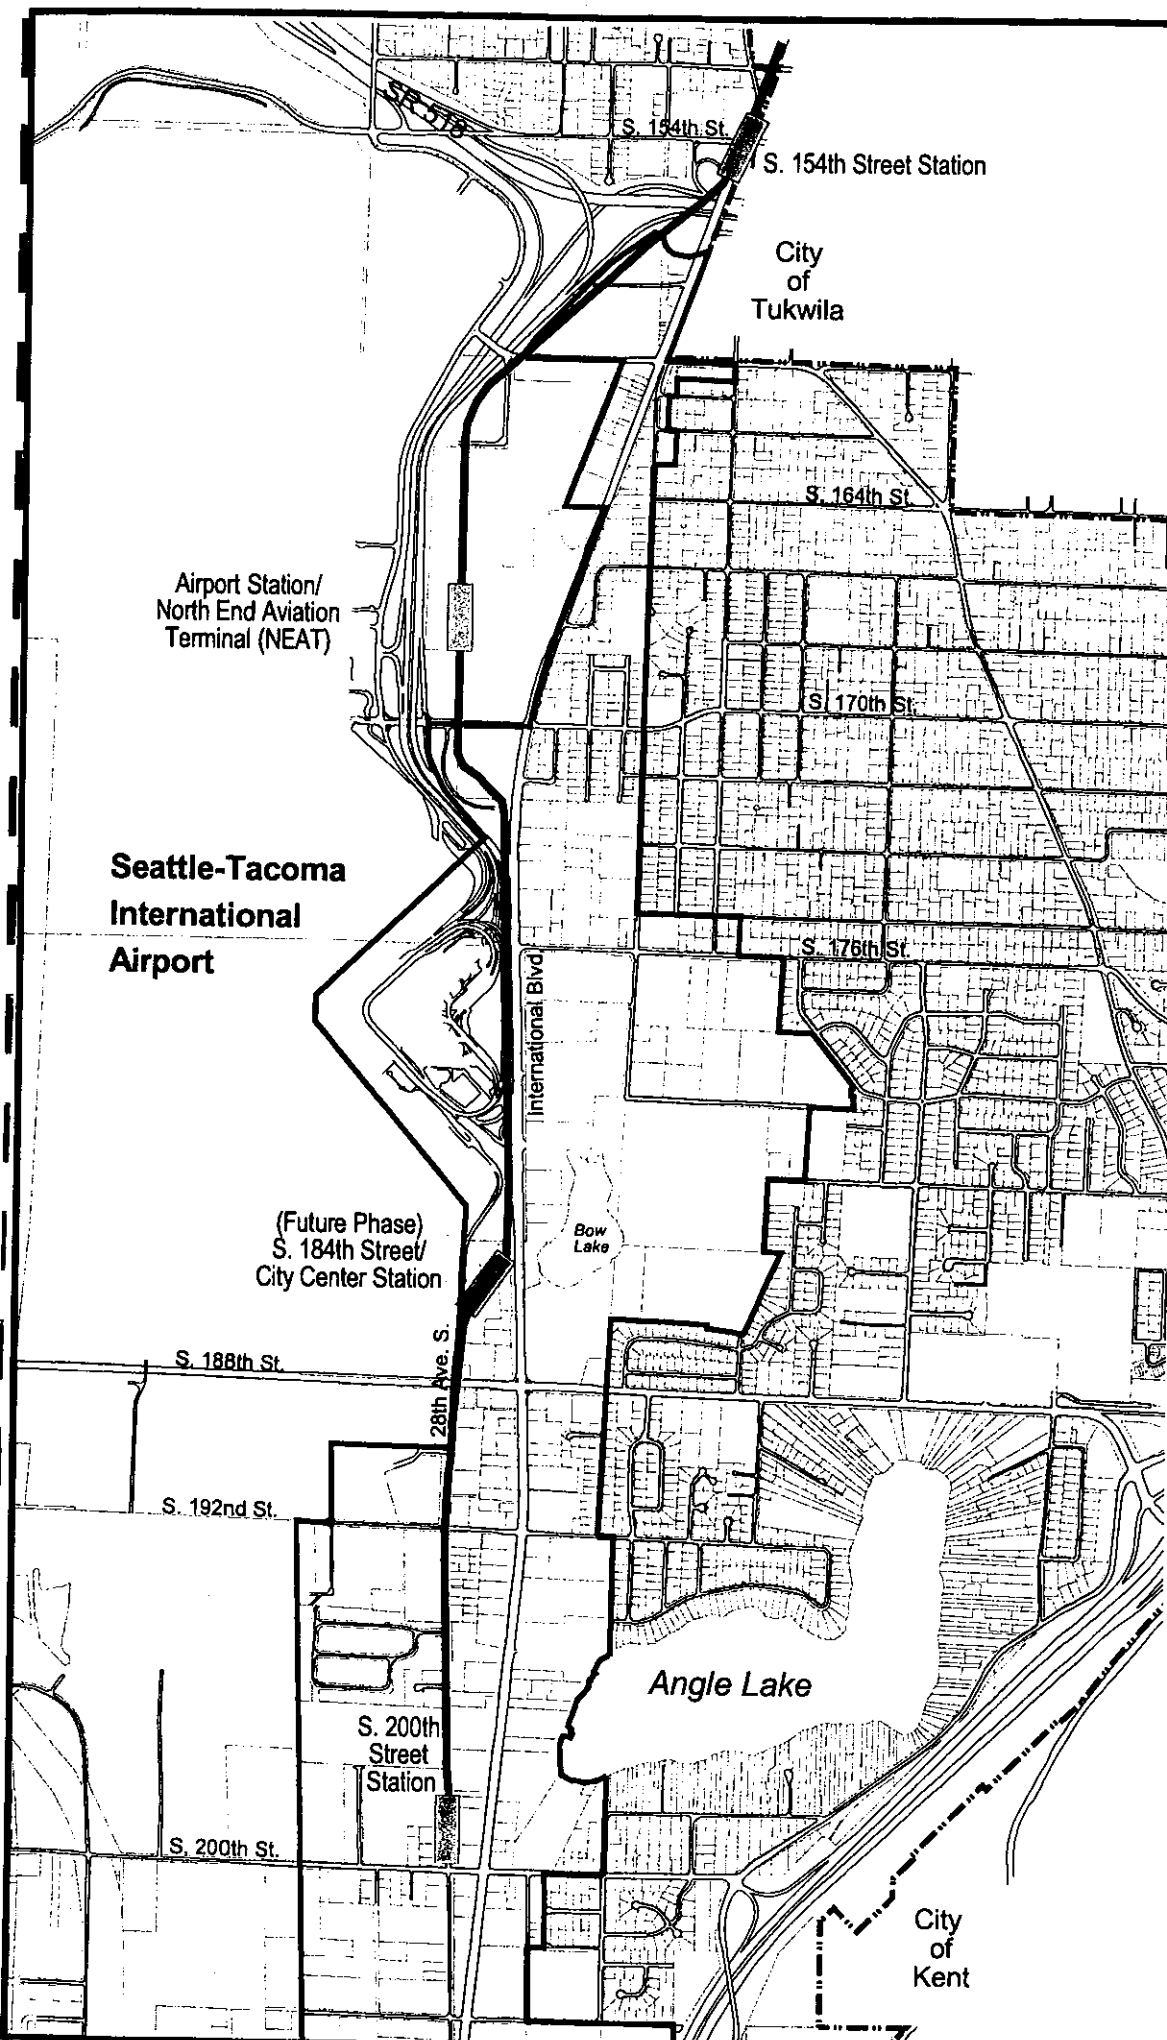 SR 518
S. 154th St.
S. 154th Street Station
City
of
Tukwila
S. 164th St.
Airport Station/
North End Aviation
Terminal (NEAT)
S. 170th St.
Seattle-Tacoma
International
Airport
S. 176th St.
International Blvd.
(Future Phase)
S. 184th Street/
City Center Station
Bow
Lake
28th Ave. S.
S. 188th St.
S. 192nd St.
Angle Lake
S. 200th
Street
Station
S. 200th St.
City
of
Kent